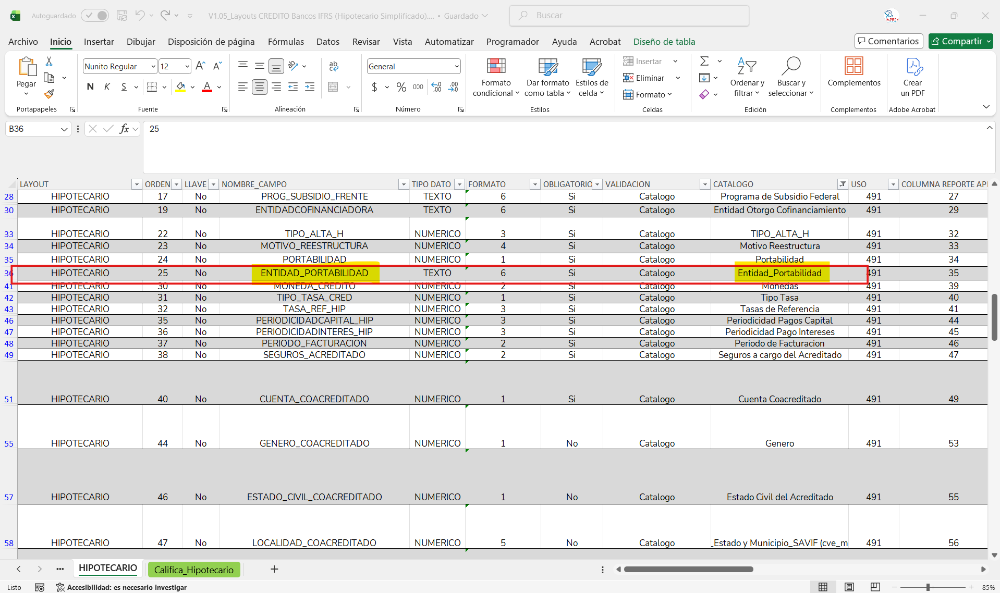 Autoguardado
V1.05_Layouts CREDITO Bancos IFRS (Hipotecario Simplificado).... • Guardado
Buscar
IMPERA
Archivo Inicio Insertar Dibujar Disposición de página Fórmulas Datos Revisar Vista Automatizar Programador Ayuda Acrobat Diseño de tabla
Comentarios Compartir
Pegar
Nunito Regular 12
N K S
General
$ % 000
Formato condicional
Dar formato como tabla
Estilos de celda
Insertar
Eliminar
Formato
Ordenar y filtrar
Buscar y seleccionar
Complementos
Crear un PDF
Portapapeles Fuente Alineación Número Estilos Celdas Edición Complementos Adobe Acrobat
B36 fx 25
LAYOUT ORDEN LLAVE NOMBRE_CAMPO TIPO DATO FORMATO OBLIGATORIO VALIDACION CATALOGO USO COLUMNA REPORTE API
28 HIPOTECARIO 17 No PROG_SUBSIDIO_FRENTE TEXTO 6 Si Catalogo Programa de Subsidio Federal 491 27
30 HIPOTECARIO 19 No ENTIDADCOFINANCIADORA TEXTO 6 Si Catalogo Entidad Otorgo Cofinanciamiento 491 29
33 HIPOTECARIO 22 No TIPO_ALTA_H NUMERICO 3 Si Catalogo TIPO_ALTA_H 491 32
34 HIPOTECARIO 23 No MOTIVO_REESTRUCTURA NUMERICO 4 Si Catalogo Motivo Reestructura 491 33
35 HIPOTECARIO 24 No PORTABILIDAD NUMERICO 1 Si Catalogo Portabilidad 491 34
36 HIPOTECARIO 25 No ENTIDAD_PORTABILIDAD TEXTO 6 Si Catalogo Entidad_Portabilidad 491 35
41 HIPOTECARIO 30 No MONEDA_CREDITO NUMERICO 2 Si Catalogo Monedas 491 39
42 HIPOTECARIO 31 No TIPO_TASA_CRED NUMERICO 1 Si Catalogo Tipo Tasa 491 40
43 HIPOTECARIO 32 No TASA_REF_HIP NUMERICO 3 Si Catalogo Tasas de Referencia 491 41
46 HIPOTECARIO 35 No PERIODICIDADCAPITAL_HIP NUMERICO 3 Si Catalogo Periodicidad Pagos Capital 491 44
47 HIPOTECARIO 36 No PERIODICIDADINTERES_HIP NUMERICO 3 Si Catalogo Periodicidad Pago Intereses 491 45
48 HIPOTECARIO 37 No PERIODO_FACTURACION NUMERICO 2 Si Catalogo Periodo de Facturacion 491 46
49 HIPOTECARIO 38 No SEGUROS_ACREDITADO NUMERICO 2 Si Catalogo Seguros a cargo del Acreditado 491 47
51 HIPOTECARIO 40 No CUENTA_COACREDITADO NUMERICO 1 Si Catalogo Cuenta Coacreditado 491 49
55 HIPOTECARIO 44 No GENERO_COACREDITADO NUMERICO 1 No Catalogo Genero 491 53
57 HIPOTECARIO 46 No ESTADO_CIVIL_COACREDITADO NUMERICO 1 No Catalogo Estado Civil del Acreditado 491 55
58 HIPOTECARIO 47 No LOCALIDAD_COACREDITADO NUMERICO 5 No Catalogo _Estado y Municipio_SAVIF (cve_m 491 56
HIPOTECARIO Califica_Hipotecario
Listo Accesibilidad: es necesario investigar 85%